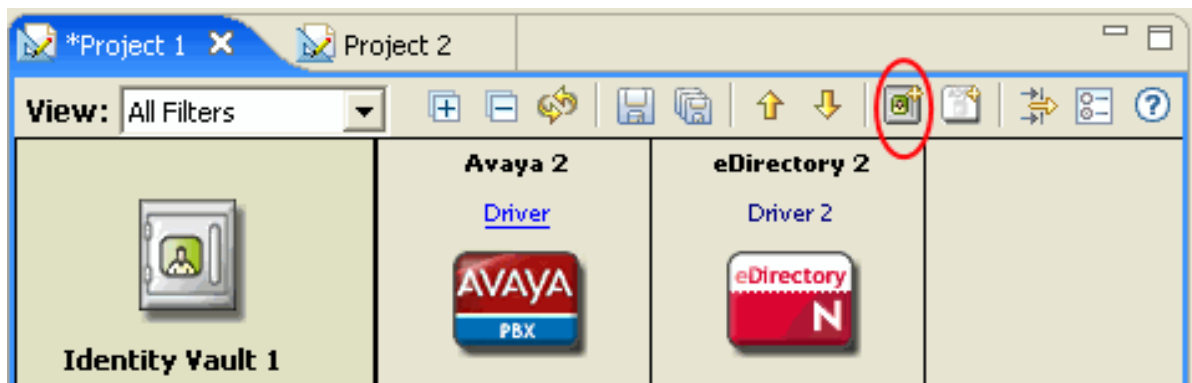 *Project 1
Project 2
View: All Filters
?
Avaya 2
eDirectory 2
Driver
Driver 2
AVAYA
PBX
eDirectory
N
Identity Vault 1